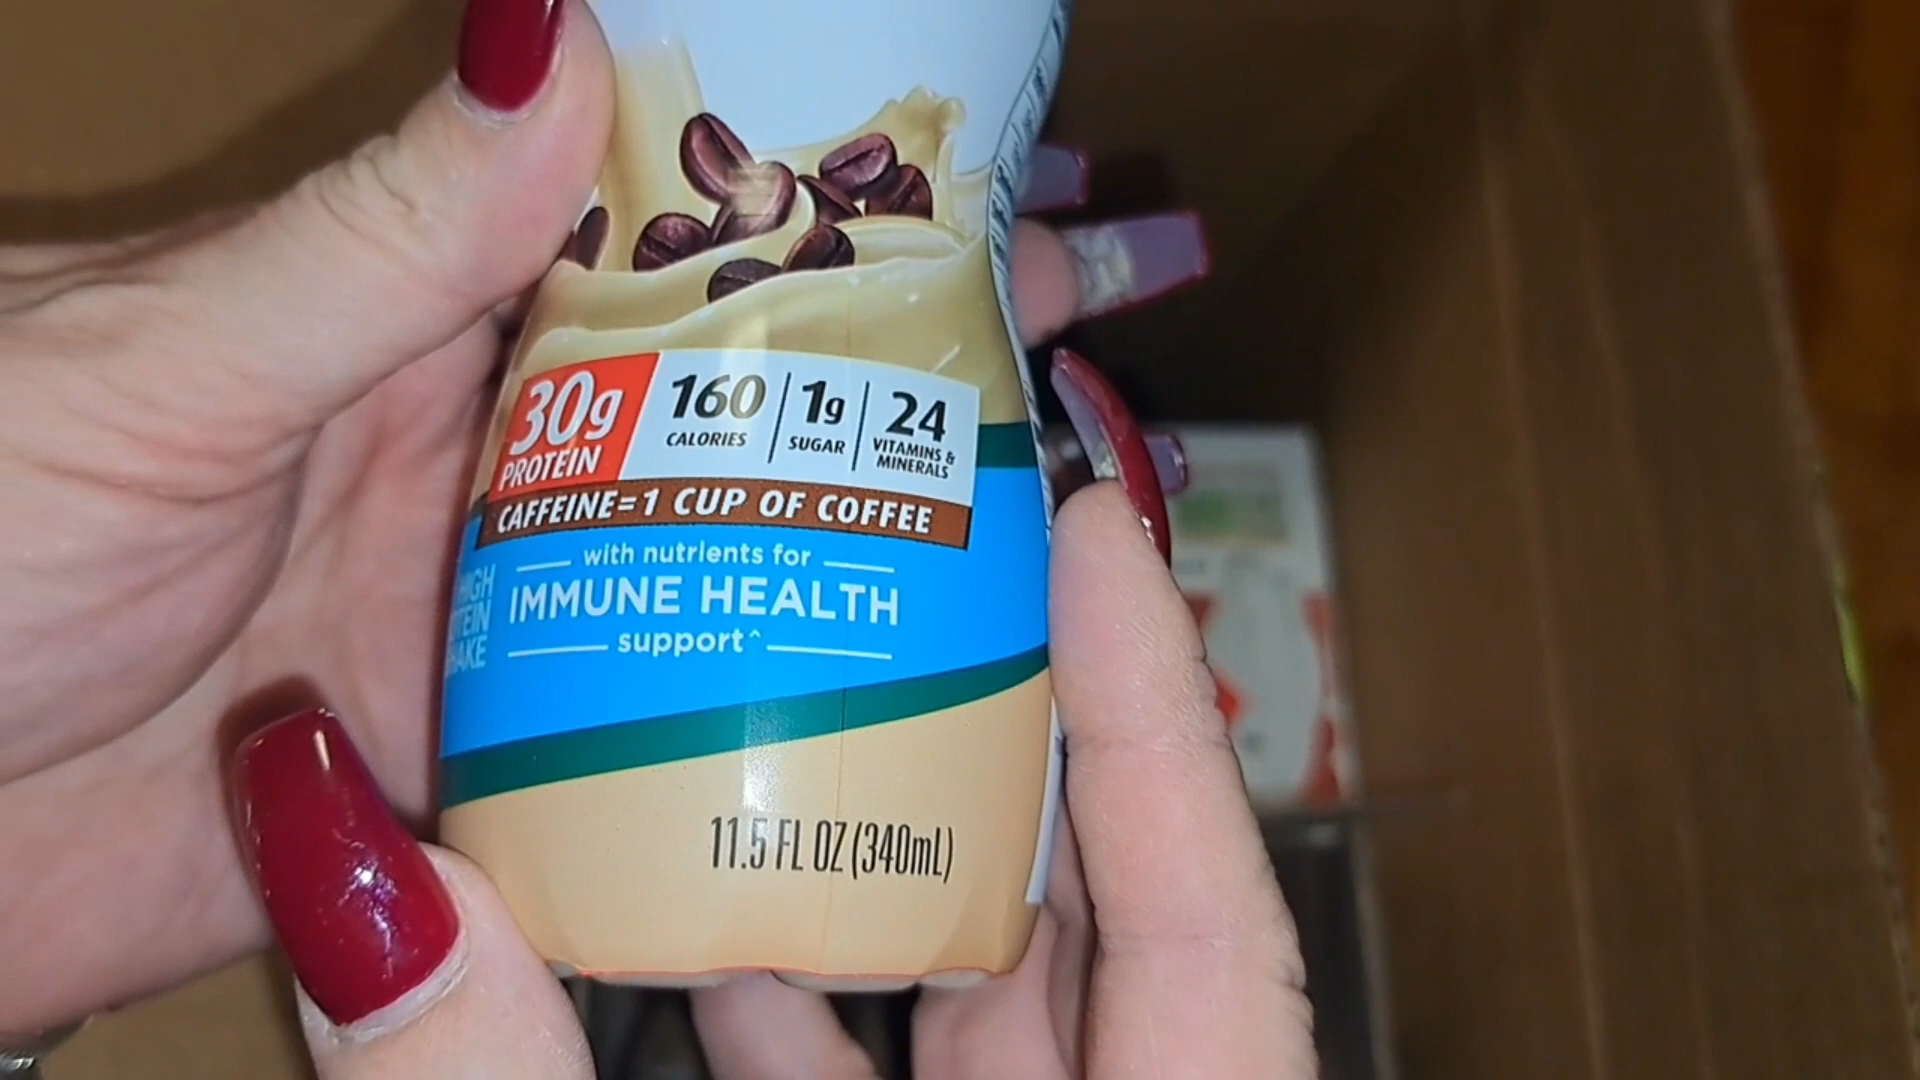 30g
PROTEIN
160
CALORIES
1g
SUGAR
24
VITAMINS &
MINERALS
CAFFEINE=1 CUP OF COFFEE
with nutrients for
IMMUNE HEALTH
support^
11.5 FL OZ (340mL)